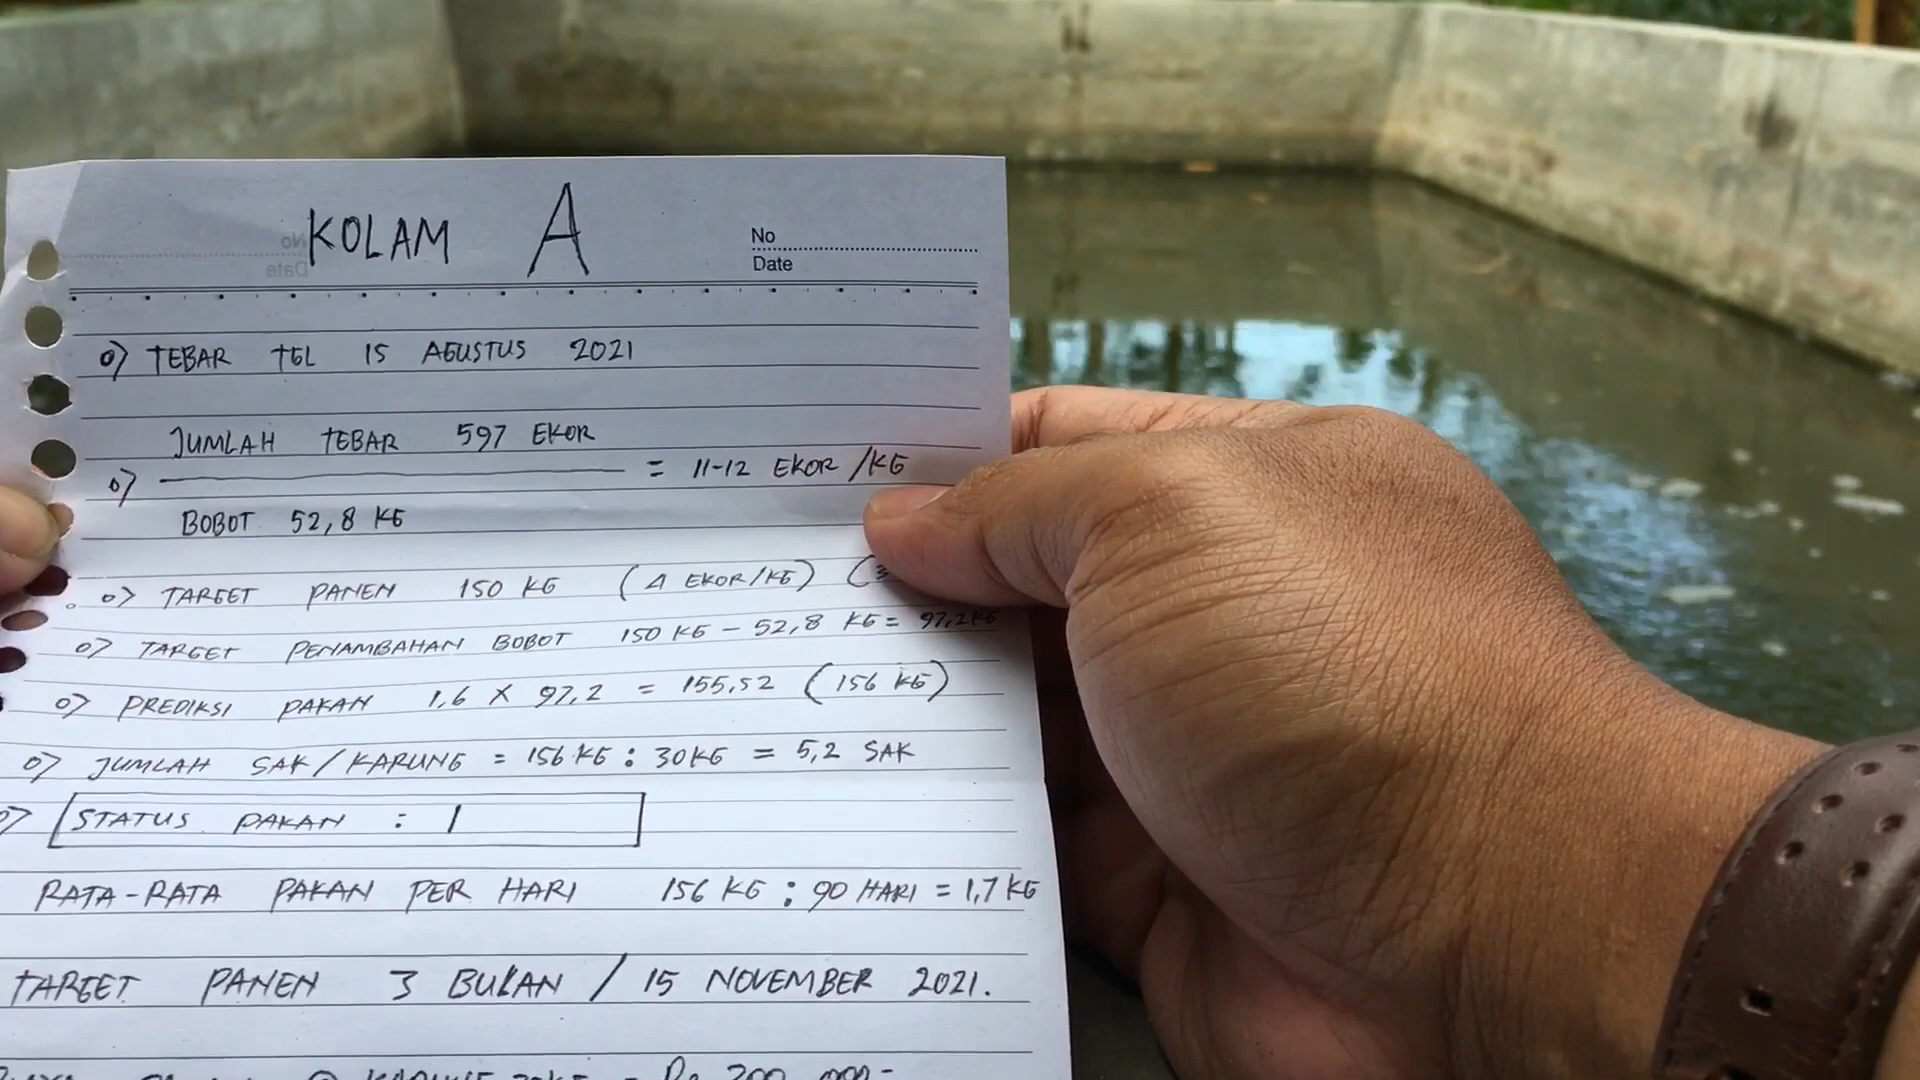 KOLAM A
No
Date
o) TEBAR TGL 15 AGUSTUS 2021
JUMLAH TEBAR 597 EKOR
o) = 11-12 EKOR /KG
BOBOT 52,8 KG
o) TARGET PANEN 150 KG (4 EKOR/KG) (3
o) TARGET PENAMBAHAN BOBOT 150 KG - 52,8 KG = 97,2 KG
o) PREDIKSI PAKAN 1,6 X 97,2 = 155,52 (156 KG)
o) JUMLAH SAK/KARUNG = 156 KG : 30 KG = 5,2 SAK
o) STATUS PAKAN : 1
RATA-RATA PAKAN PER HARI 156 KG : 90 HARI = 1,7 KG
TARGET PANEN 3 BULAN / 15 NOVEMBER 2021.